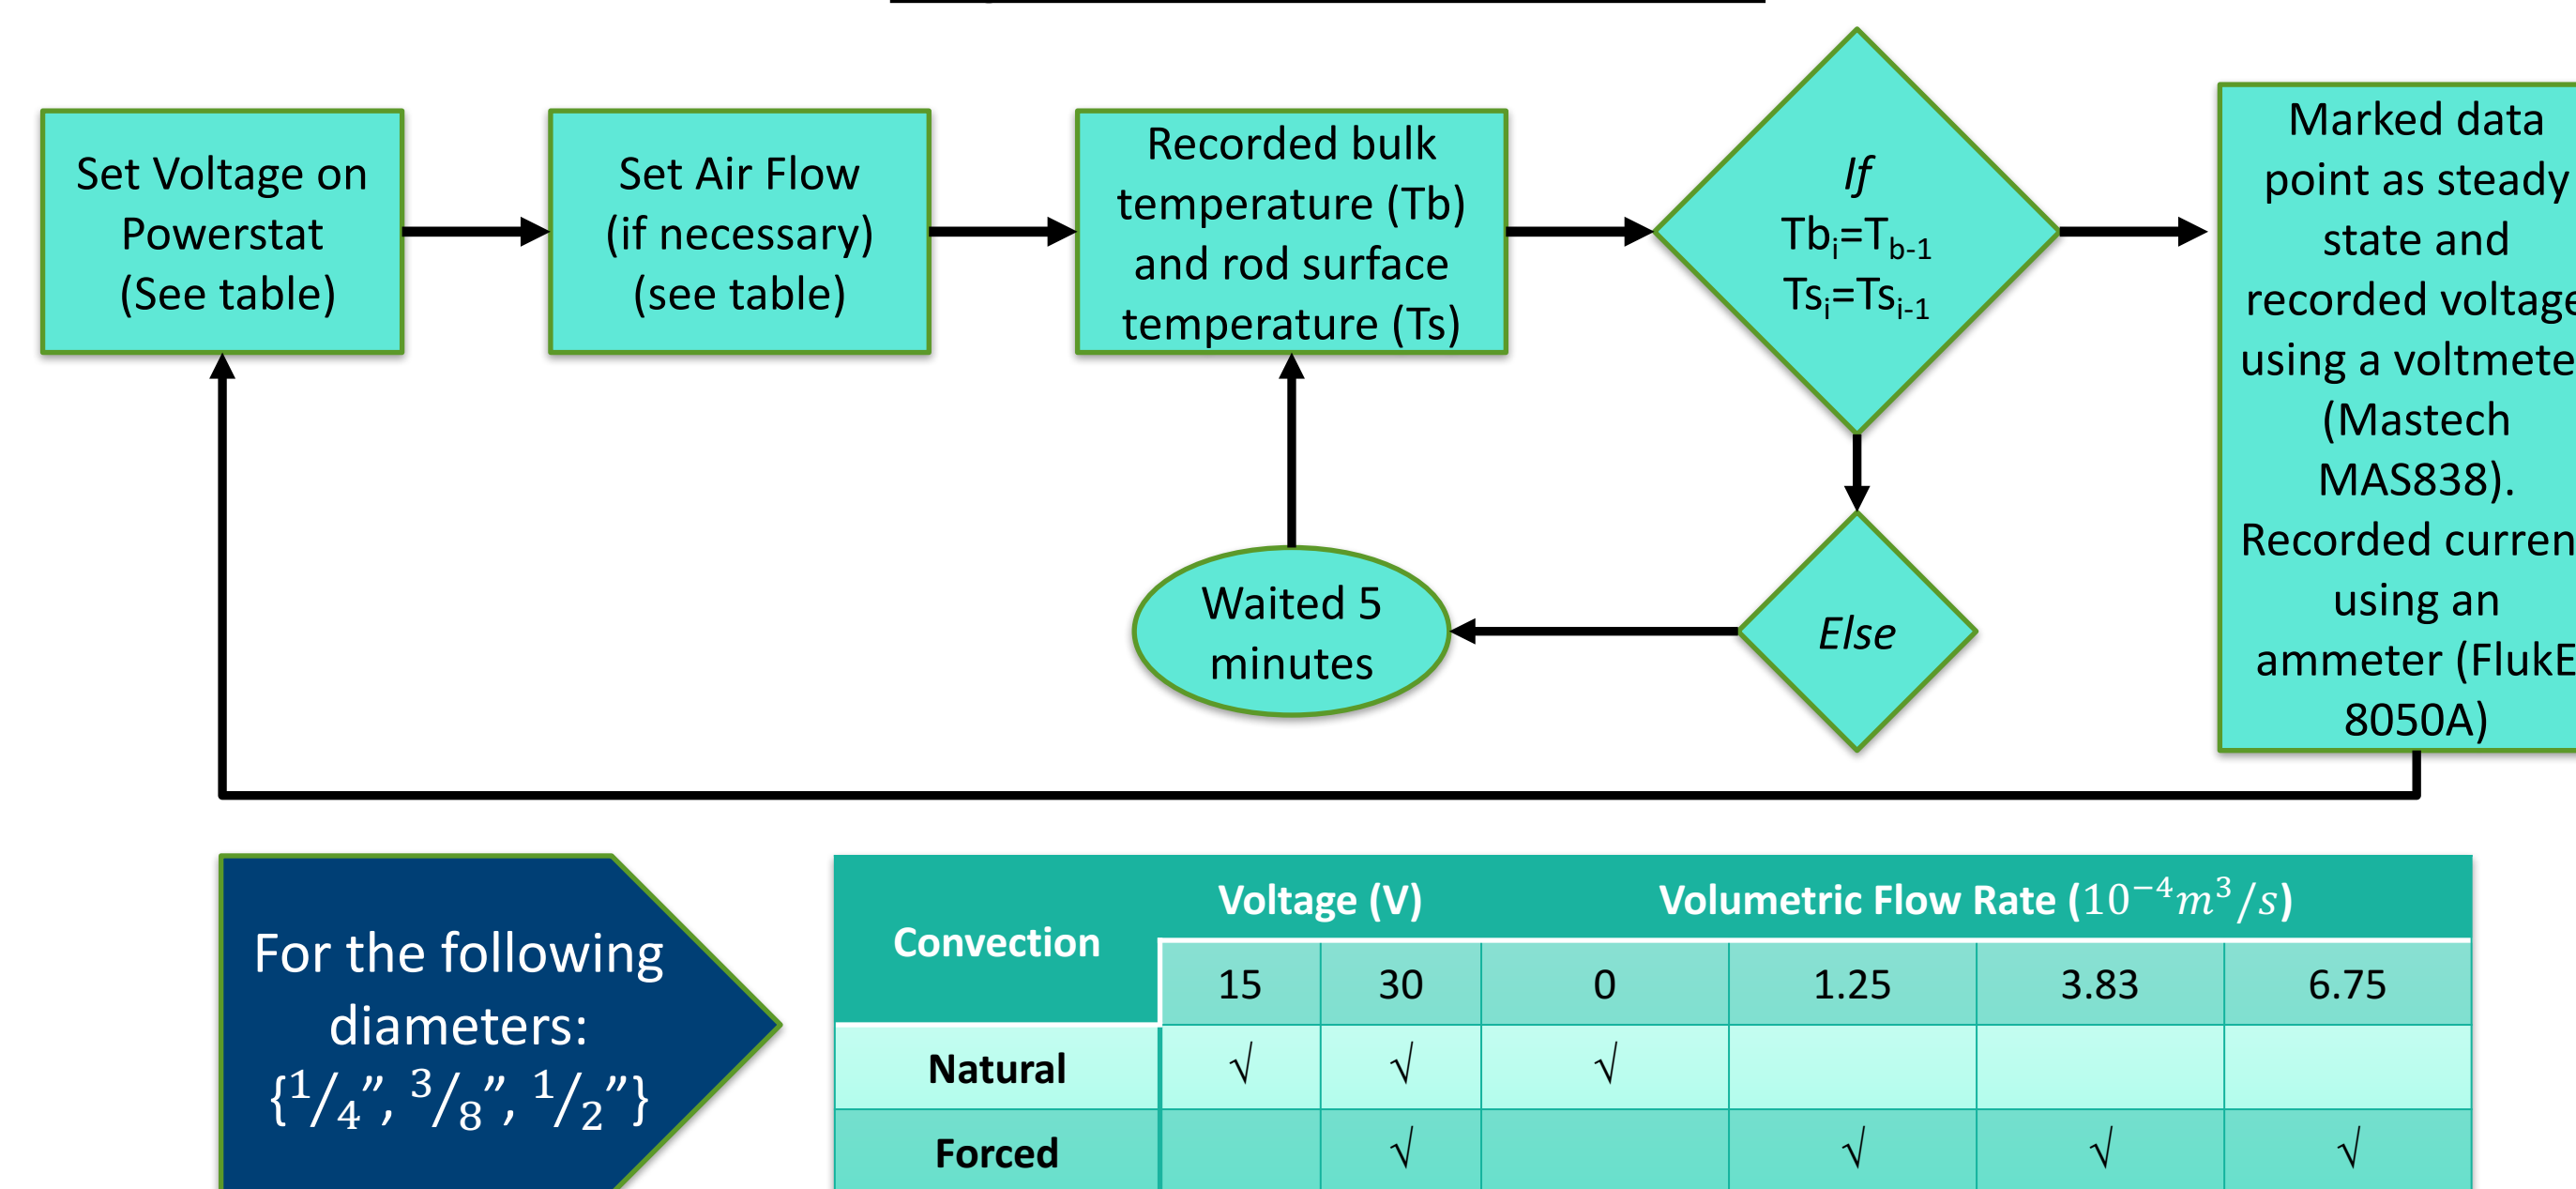 Set Voltage on
Powerstat
(See table)
Set Air Flow
(if necessary)
(see table)
Recorded bulk
temperature (Tb)
and rod surface
temperature (Ts)
If
Tbᵢ=T_b-1
Tsᵢ=Tsᵢ₋₁
Marked data
point as steady
state and
recorded voltage
using a voltmete
(Mastech
MAS838).
Recorded curren
using an
ammeter (FlukE
8050A)
Else
Waited 5
minutes
For the following
diameters:
{1/4”, 3/8”, 1/2”}
Convection Voltage (V) Volumetric Flow Rate (10⁻⁴m³/s)
15 30 0 1.25 3.83 6.75
Natural √ √ √
Forced √ √ √ √